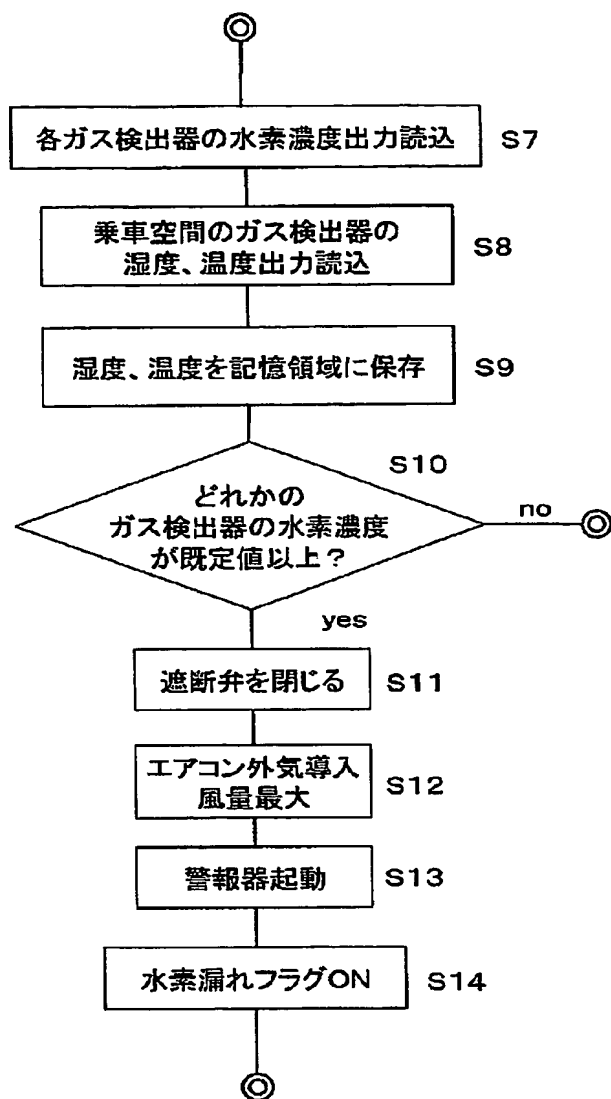 各ガス検出器の水素濃度出力読込
S7
乗車空間のガス検出器の
湿度、温度出力読込
S8
湿度、温度を記憶領域に保存
S9
S10
どれかの
ガス検出器の水素濃度
が既定値以上？
no
yes
遮断弁を閉じる
S11
エアコン外気導入
風量最大
S12
警報器起動
S13
水素漏れフラグON
S14